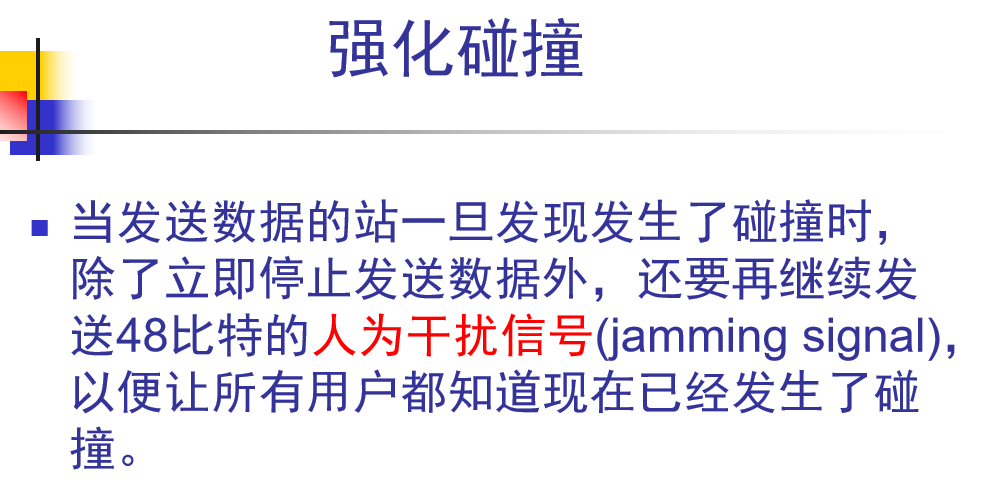 强化碰撞
当发送数据的站一旦发现发生了碰撞时，
除了立即停止发送数据外，还要再继续发
送48比特的人为干扰信号(jamming signal)，
以便让所有用户都知道现在已经发生了碰
撞。